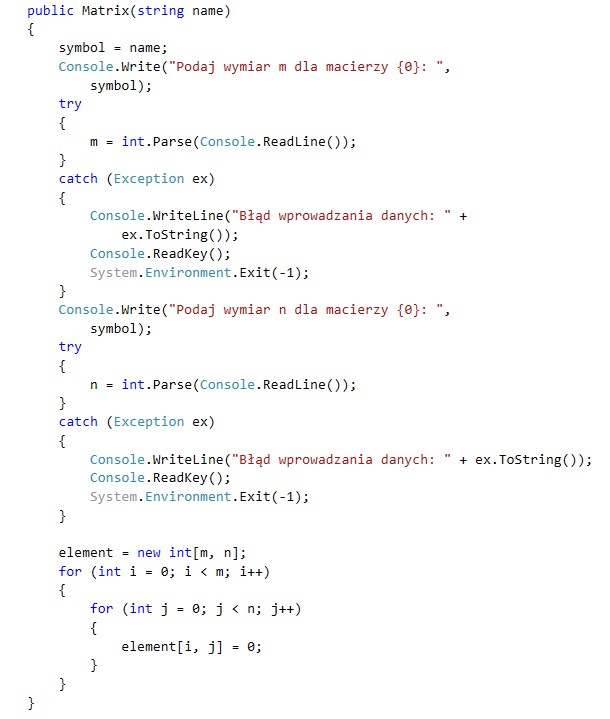 public Matrix(string name)
{
    symbol = name;
    Console.Write("Podaj wymiar m dla macierzy {0}: ",
        symbol);
    try
    {
        m = int.Parse(Console.ReadLine());
    }
    catch (Exception ex)
    {
        Console.WriteLine("Błąd wprowadzania danych: " +
            ex.ToString());
        Console.ReadKey();
        System.Environment.Exit(-1);
    }
    Console.Write("Podaj wymiar n dla macierzy {0}: ",
        symbol);
    try
    {
        n = int.Parse(Console.ReadLine());
    }
    catch (Exception ex)
    {
        Console.WriteLine("Błąd wprowadzania danych: " + ex.ToString());
        Console.ReadKey();
        System.Environment.Exit(-1);
    }

    element = new int[m, n];
    for (int i = 0; i < m; i++)
    {
        for (int j = 0; j < n; j++)
        {
            element[i, j] = 0;
        }
    }
}